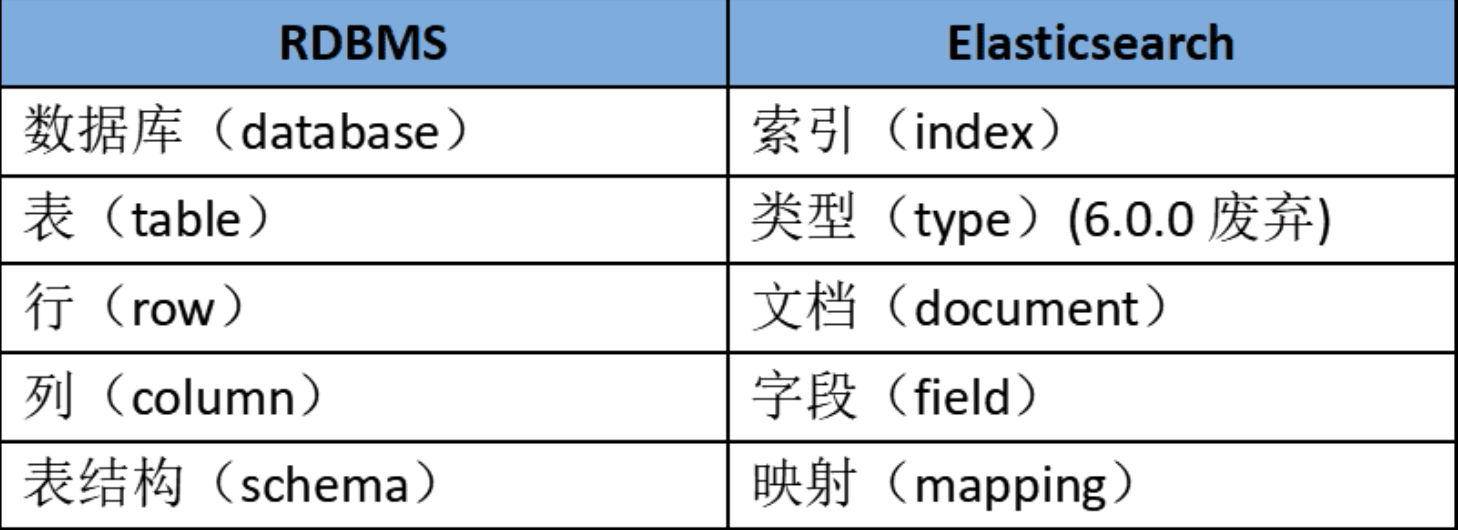 RDBMS Elasticsearch
数据库（database） 索引（index）
表（table） 类型（type）(6.0.0 废弃)
行（row） 文档（document）
列（column） 字段（field）
表结构（schema） 映射（mapping）